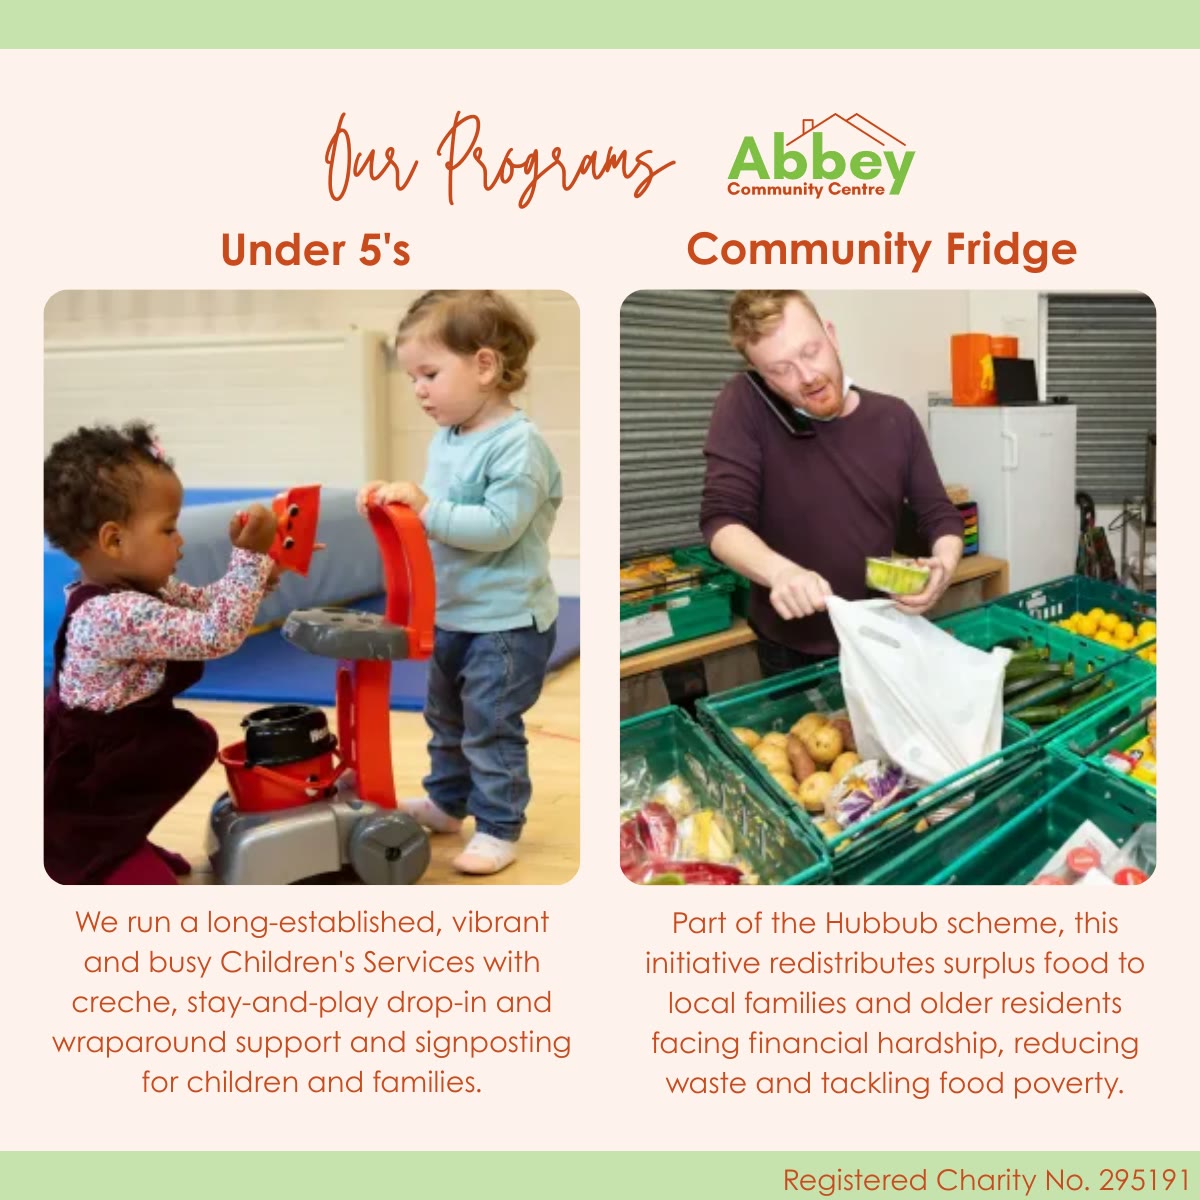 Our Programs
Abbey
Community Centre
Under 5's
Community Fridge
We run a long-established, vibrant
and busy Children's Services with
creche, stay-and-play drop-in and
wraparound support and signposting
for children and families.
Part of the Hubbub scheme, this
initiative redistributes surplus food to
local families and older residents
facing financial hardship, reducing
waste and tackling food poverty.
Registered Charity No. 295191